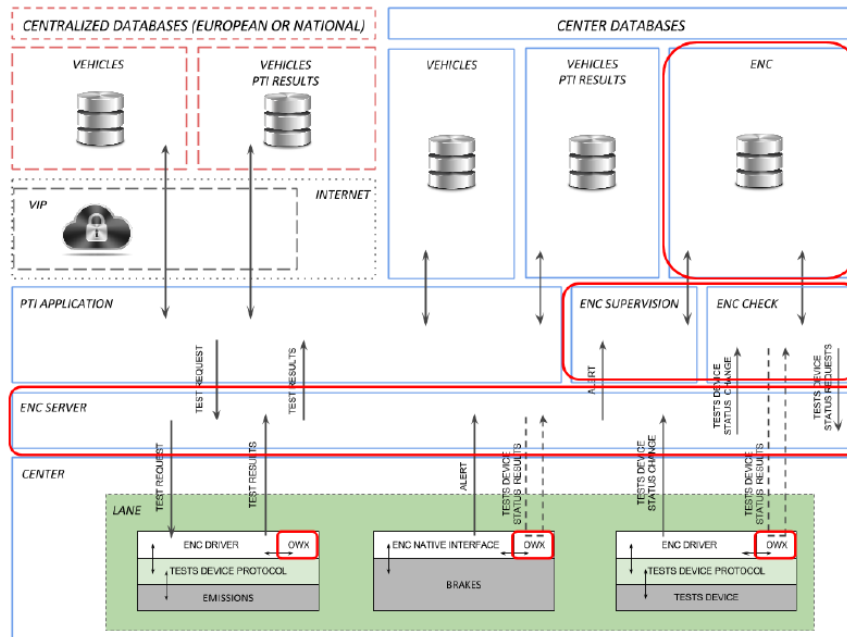 CENTRALIZED DATABASES (EUROPEAN OR NATIONAL)
CENTER DATABASES
VEHICLES
VEHICLES
PTI RESULTS
VEHICLES
VEHICLES
PTI RESULTS
ENC
INTERNET
VIP
PTI APPLICATION
ENC SUPERVISION
ENC CHECK
TEST REQUEST
TEST RESULTS
ALERT
TESTS DEVICE
STATUS CHANGE
TESTS DEVICE
STATUS RESULTS
TESTS DEVICE
STATUS REQUESTS
ENC SERVER
TEST REQUEST
TEST RESULTS
ALERT
TESTS DEVICE
STATUS RESULTS
TESTS DEVICE
STATUS CHANGE
CENTER
LANE
ENC DRIVER
OWX
TESTS DEVICE PROTOCOL
EMISSIONS
ENC NATIVE INTERFACE
OWX
BRAKES
ENC DRIVER
OWX
TESTS DEVICE PROTOCOL
TESTS DEVICE